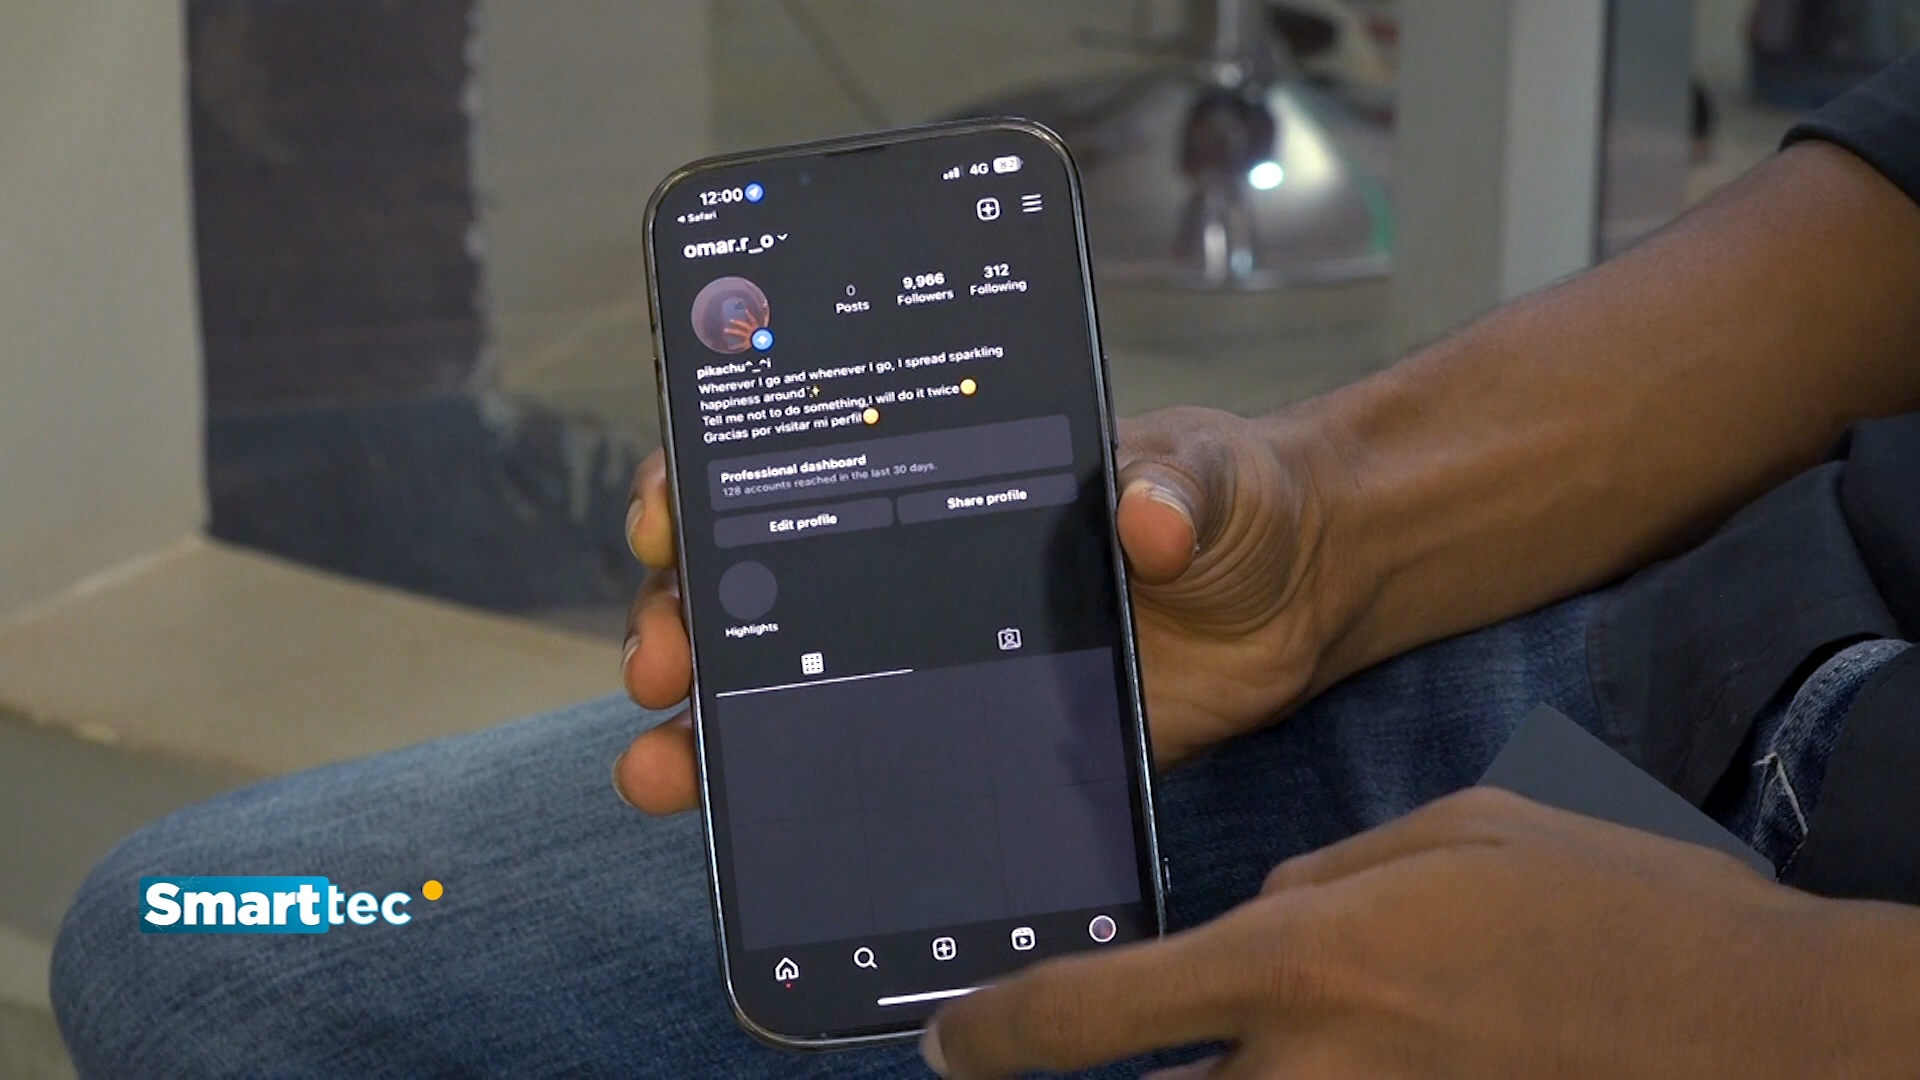 12:00
4G 82
Safari
omar.r_o
0 Posts
9,966 Followers
312 Following
pikachu^_^i
Wherever I go and whenever I go, I spread sparkling
happiness around✨
Tell me not to do something,I will do it twice
Gracias por visitar mi perfil
Professional dashboard
128 accounts reached in the last 30 days.
Edit profile
Share profile
Highlights
Smarttec